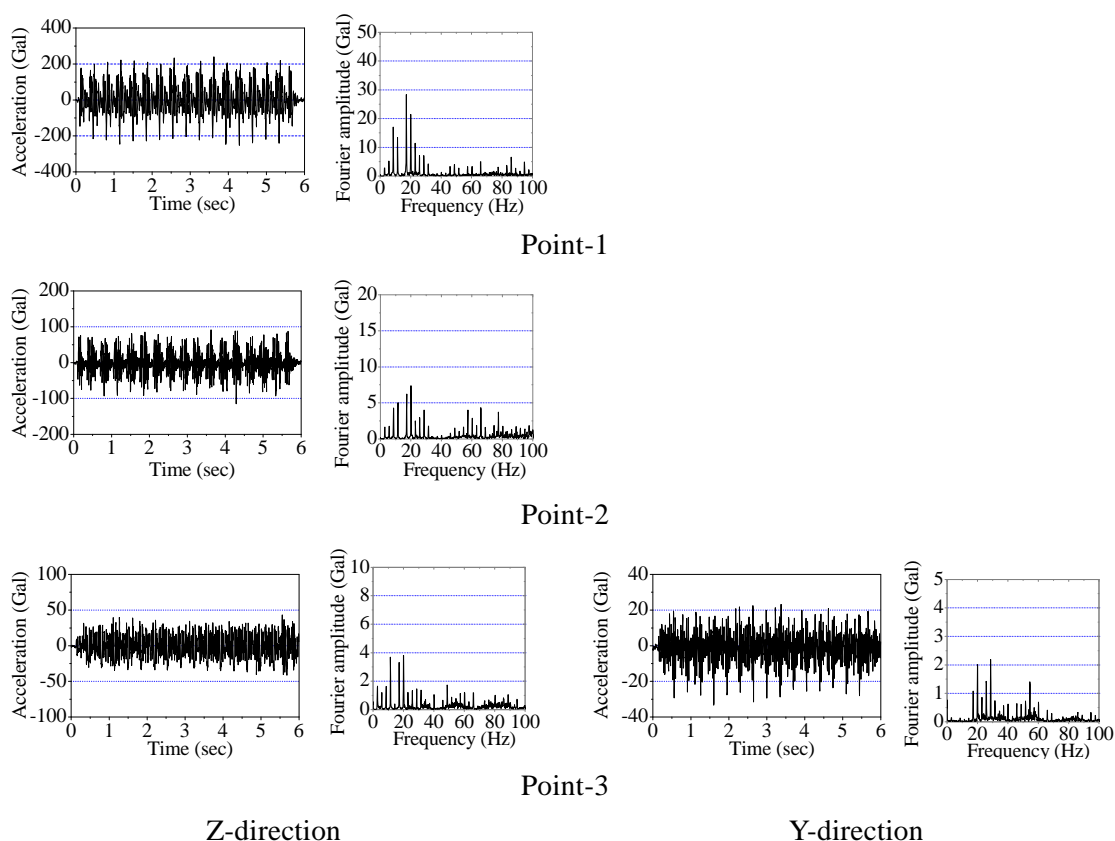 400
200
0
-200
-400
Acceleration (Gal)
0 1 2 3 4 5 6
Time (sec)
50
40
30
20
10
0
Fourier amplitude (Gal)
0 20 40 60 80 100
Frequency (Hz)
Point-1
200
100
0
-100
-200
Acceleration (Gal)
0 1 2 3 4 5 6
Time (sec)
20
15
10
5
0
Fourier amplitude (Gal)
0 20 40 60 80 100
Frequency (Hz)
Point-2
100
50
0
-50
-100
Acceleration (Gal)
0 1 2 3 4 5 6
Time (sec)
10
8
6
4
2
0
Fourier amplitude (Gal)
0 20 40 60 80 100
Frequency (Hz)
40
20
0
-20
-40
Acceleration (Gal)
0 1 2 3 4 5 6
Time (sec)
5
4
3
2
1
0
Fourier amplitude (Gal)
0 20 40 60 80 100
Frequency (Hz)
Point-3
Z-direction
Y-direction